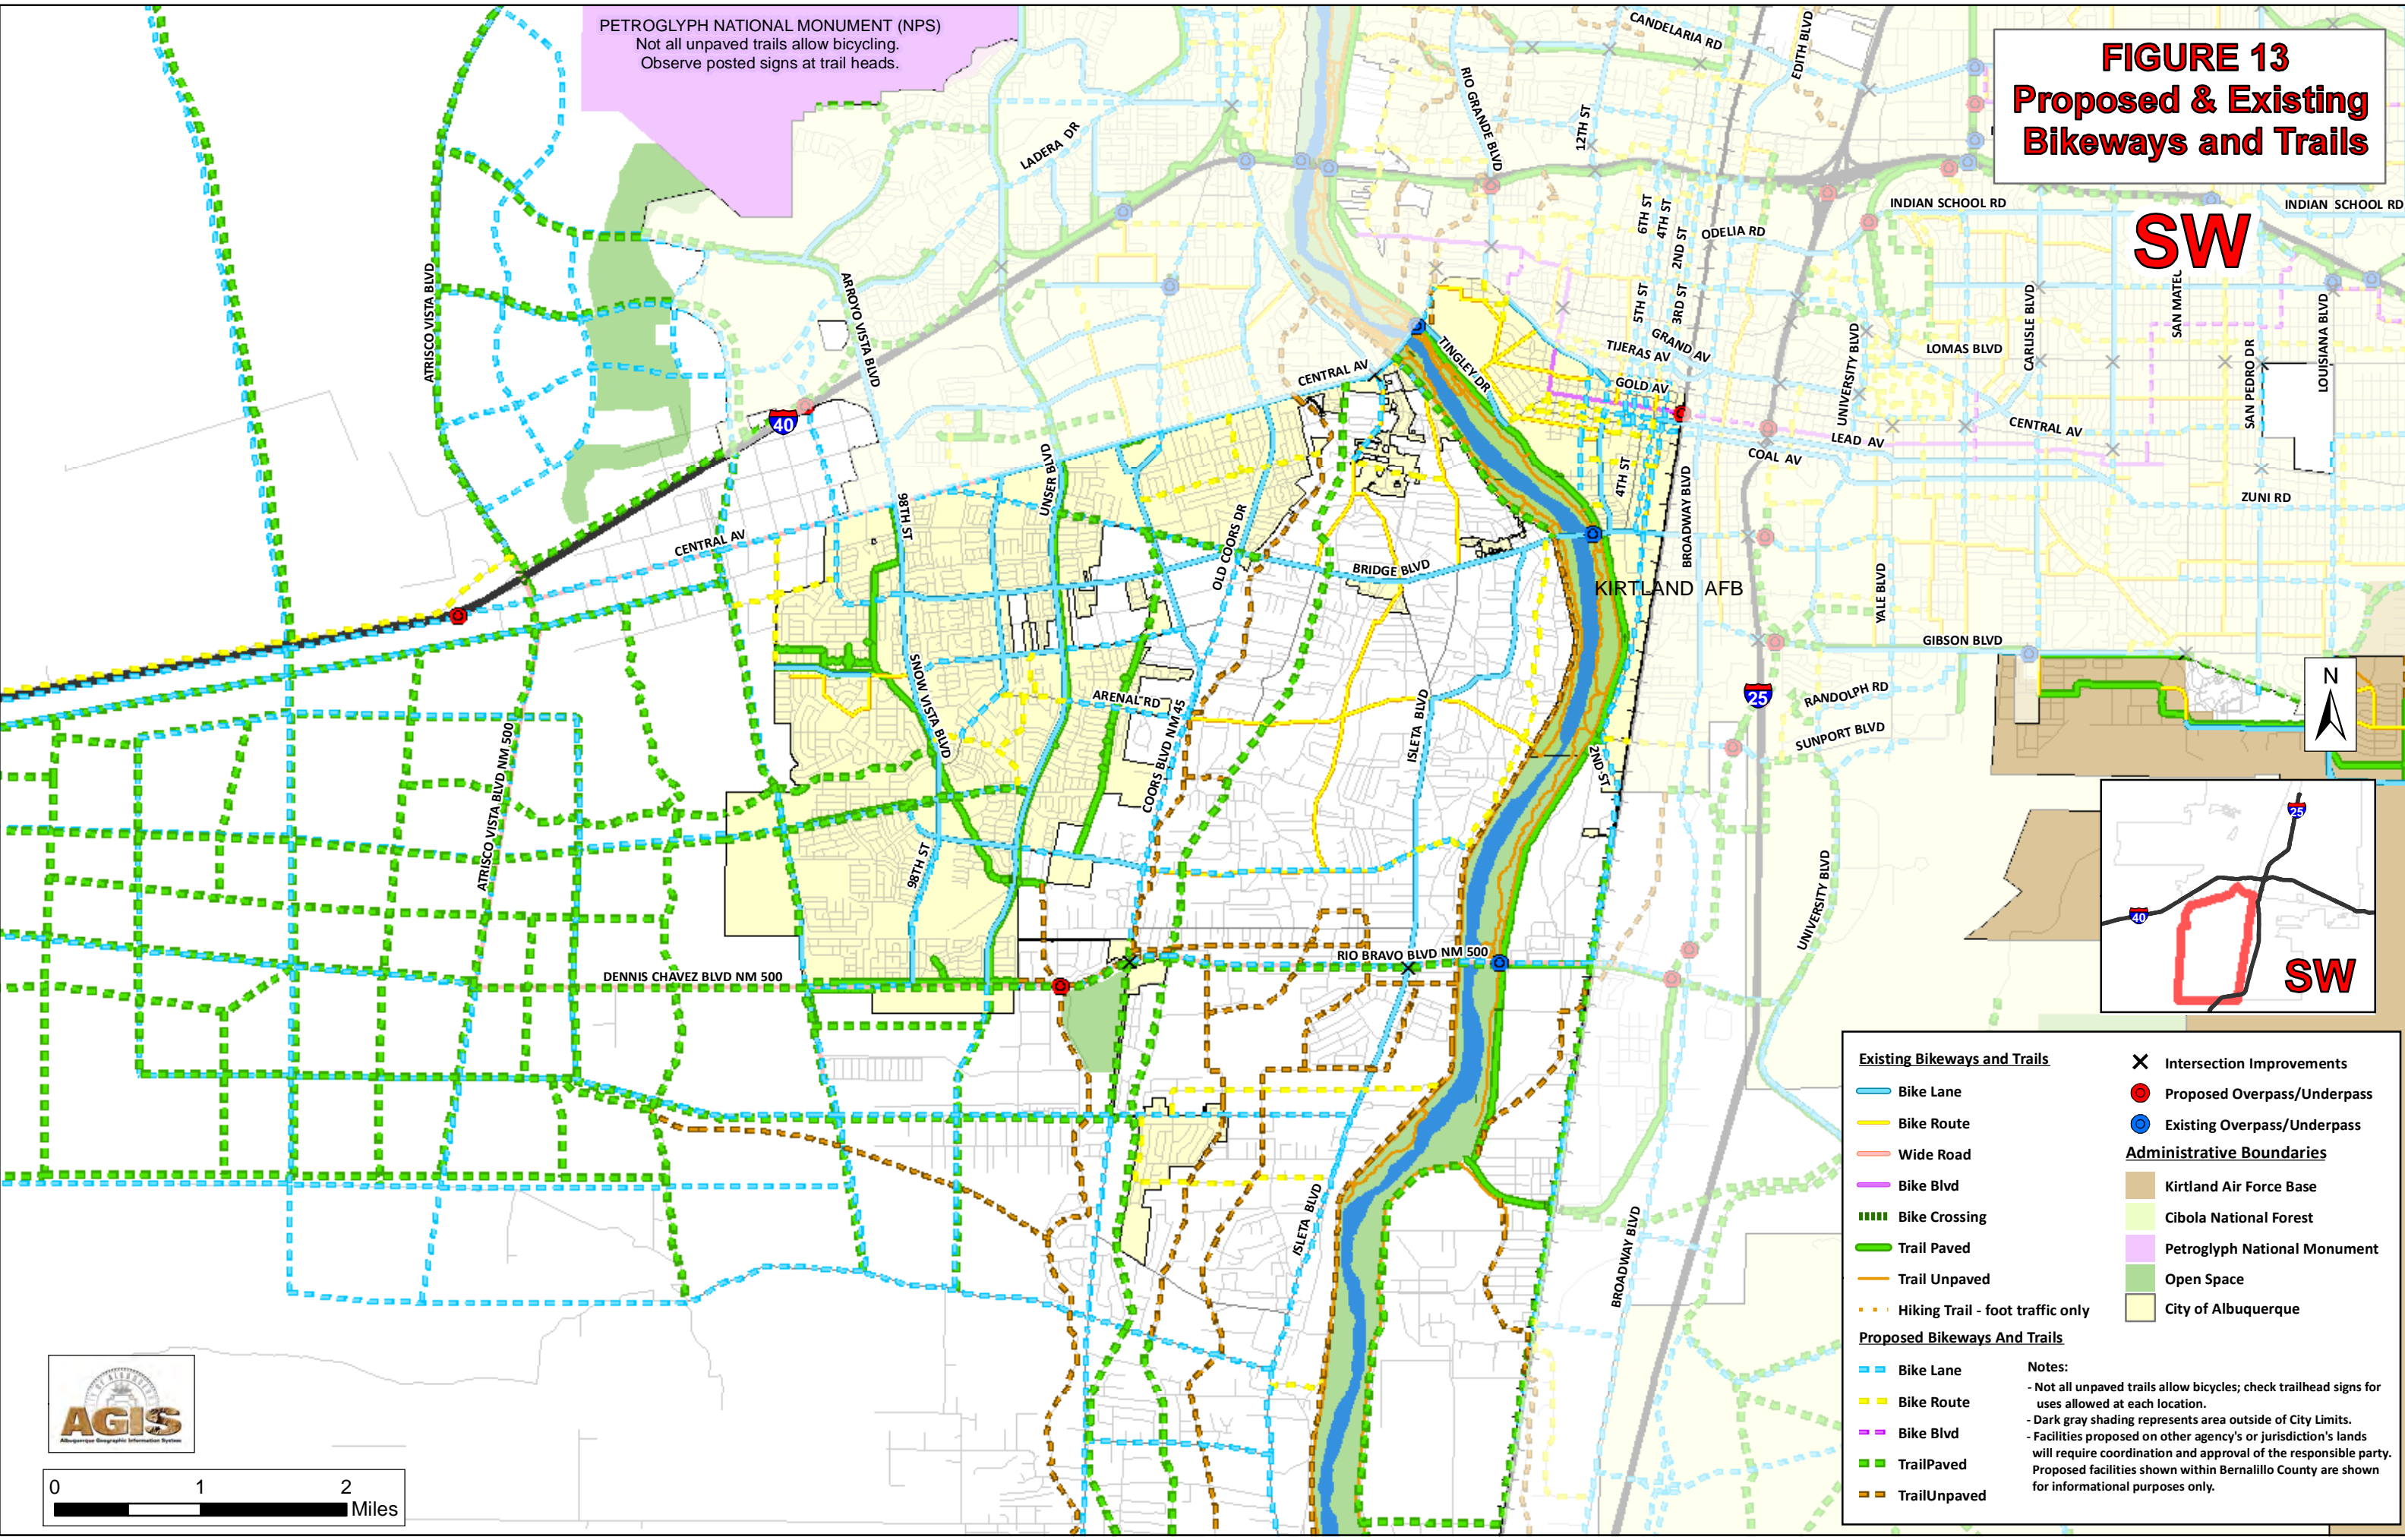 PETROGLYPH NATIONAL MONUMENT (NPS)
Not all unpaved trails allow bicycling.
Observe posted signs at trail heads.
FIGURE 13
Proposed & Existing
Bikeways and Trails
SW
CANDELARIA RD
EDITH BLVD
RIO GRANDE BLVD
12TH ST
LADERA DR
INDIAN SCHOOL RD
INDIAN SCHOOL RD
6TH ST
4TH ST
2ND ST
ODELIA RD
ATRISCO VISTA BLVD
ARROYO VISTA BLVD
5TH ST
3RD ST
GRAND AV
TIJERAS AV
UNIVERSITY BLVD
LOMAS BLVD
CARLISLE BLVD
SAN PEDRO DR
LOUISIANA BLVD
TINGLEY DR
CENTRAL AV
GOLD AV
40
CENTRAL AV
LEAD AV
COAL AV
UNSER BLVD
98TH ST
4TH ST
BROADWAY BLVD
ZUNI RD
CENTRAL AV
OLD COORS DR
BRIDGE BLVD
KIRTLAND AFB
YALE BLVD
GIBSON BLVD
SNOW VISTA BLVD
ARENAL RD
COORS BLVD NM 45
ISLETA BLVD
25
RANDOLPH RD
SUNPORT BLVD
N
ATRISCO VISTA BLVD NM 500
2ND ST
25
40
SW
98TH ST
UNIVERSITY BLVD
RIO BRAVO BLVD NM 500
DENNIS CHAVEZ BLVD NM 500
ISLETA BLVD
BROADWAY BLVD
Existing Bikeways and Trails
Bike Lane
Bike Route
Wide Road
Bike Blvd
Bike Crossing
Trail Paved
Trail Unpaved
Hiking Trail - foot traffic only
Proposed Bikeways And Trails
Bike Lane
Bike Route
Bike Blvd
TrailPaved
TrailUnpaved
Intersection Improvements
Proposed Overpass/Underpass
Existing Overpass/Underpass
Administrative Boundaries
Kirtland Air Force Base
Cibola National Forest
Petroglyph National Monument
Open Space
City of Albuquerque
Notes:
- Not all unpaved trails allow bicycles; check trailhead signs for
uses allowed at each location.
- Dark gray shading represents area outside of City Limits.
- Facilities proposed on other agency's or jurisdiction's lands
will require coordination and approval of the responsible party.
Proposed facilities shown within Bernalillo County are shown
for informational purposes only.
AGIS
Albuquerque Geographic Information System
0 1 2
Miles